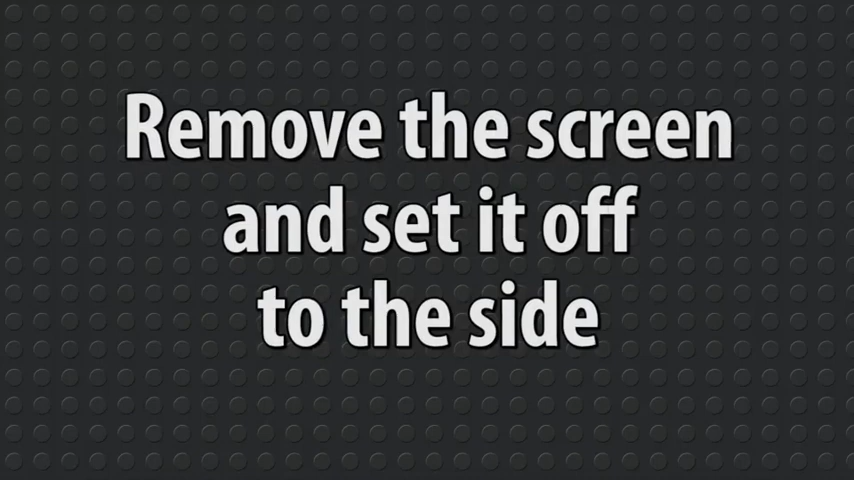 Remove the screen
and set it off
to the side